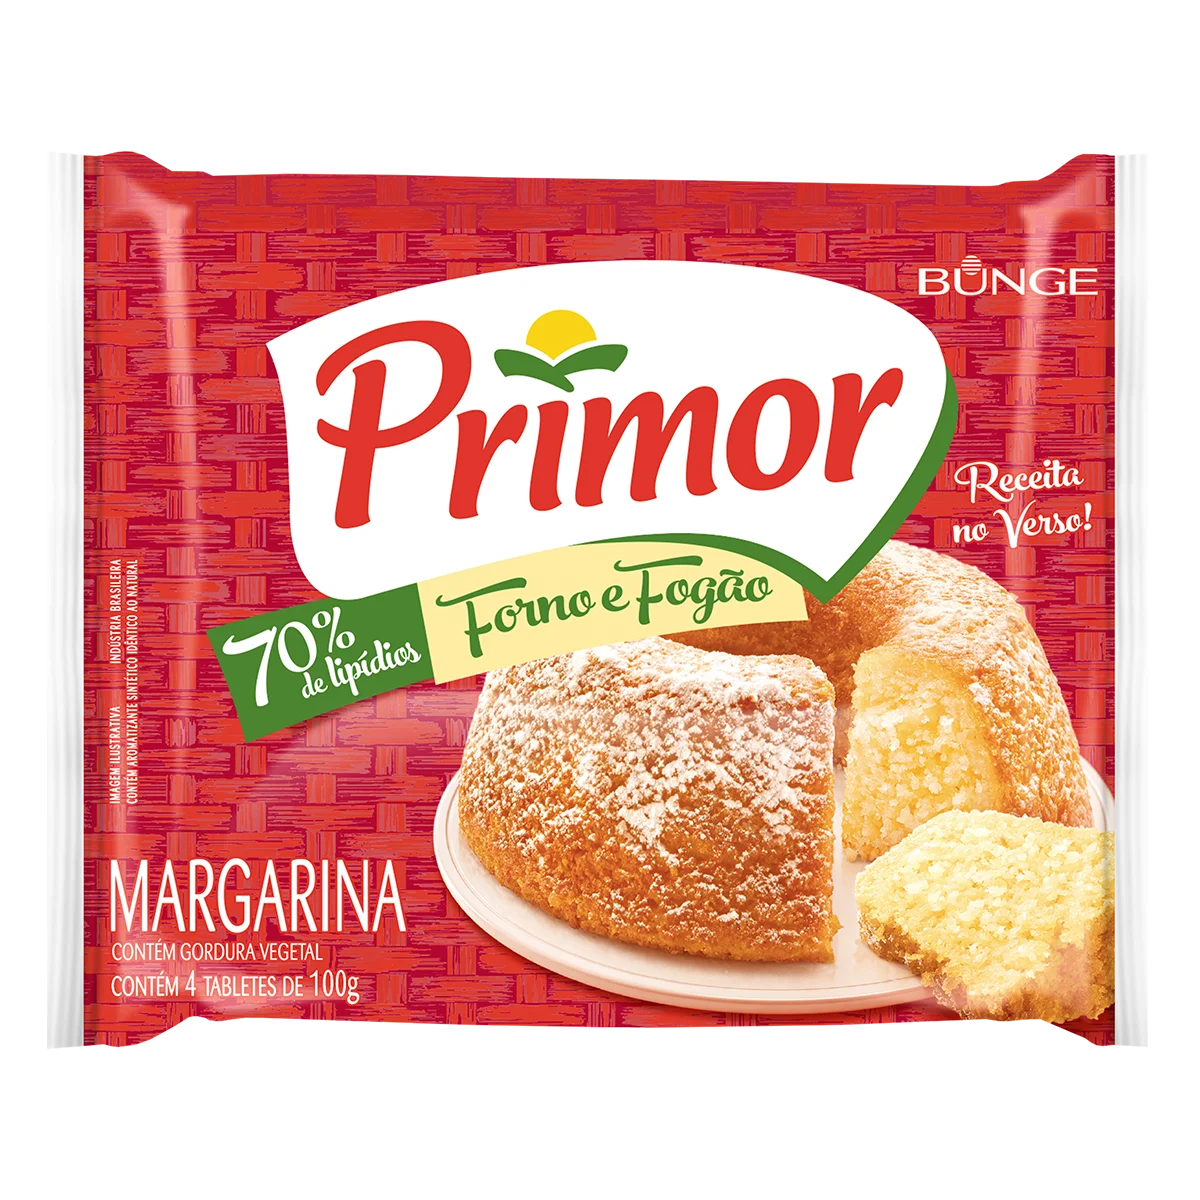 BUNGE
Primor
Receita
no Verso!
70%
de lipídios
Forno e Fogão
IMAGEM ILUSTRATIVA INDÚSTRIA BRASILEIRA
CONTÉM AROMATIZANTE SINTÉTICO IDÊNTICO AO NATURAL
MARGARINA
CONTÉM GORDURA VEGETAL
CONTÉM 4 TABLETES DE 100g